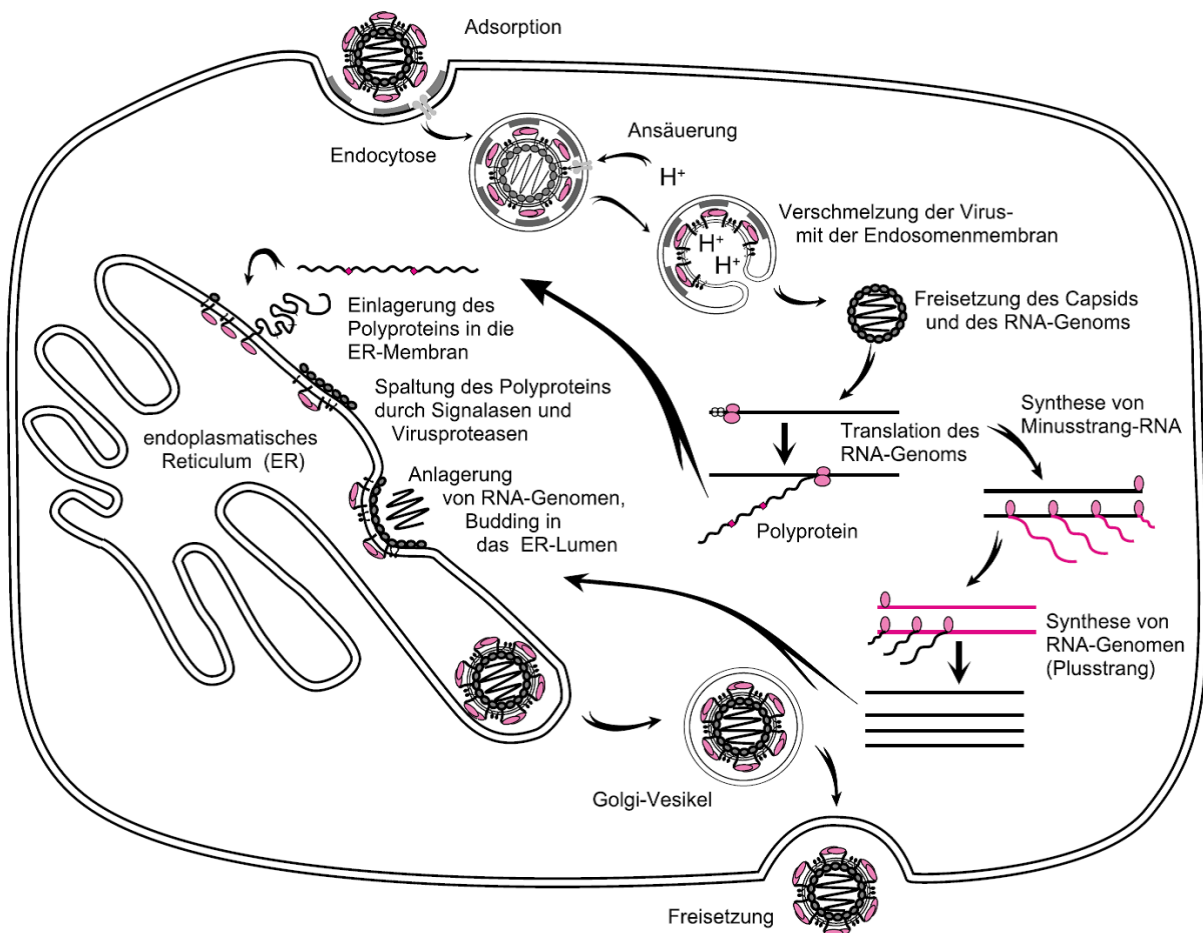 Adsorption
Endocytose
Ansäuerung
H+
Verschmelzung der Virus-
mit der Endosomenmembran
H+
H+
Freisetzung des Capsids
und des RNA-Genoms
Einlagerung des
Polyproteins in die
ER-Membran
Spaltung des Polyproteins
durch Signalasen und
Virusproteasen
endoplasmatisches
Reticulum (ER)
Anlagerung
von RNA-Genomen,
Budding in
das ER-Lumen
Translation des
RNA-Genoms
Polyprotein
Synthese von
Minusstrang-RNA
Synthese von
RNA-Genomen
(Plusstrang)
Golgi-Vesikel
Freisetzung